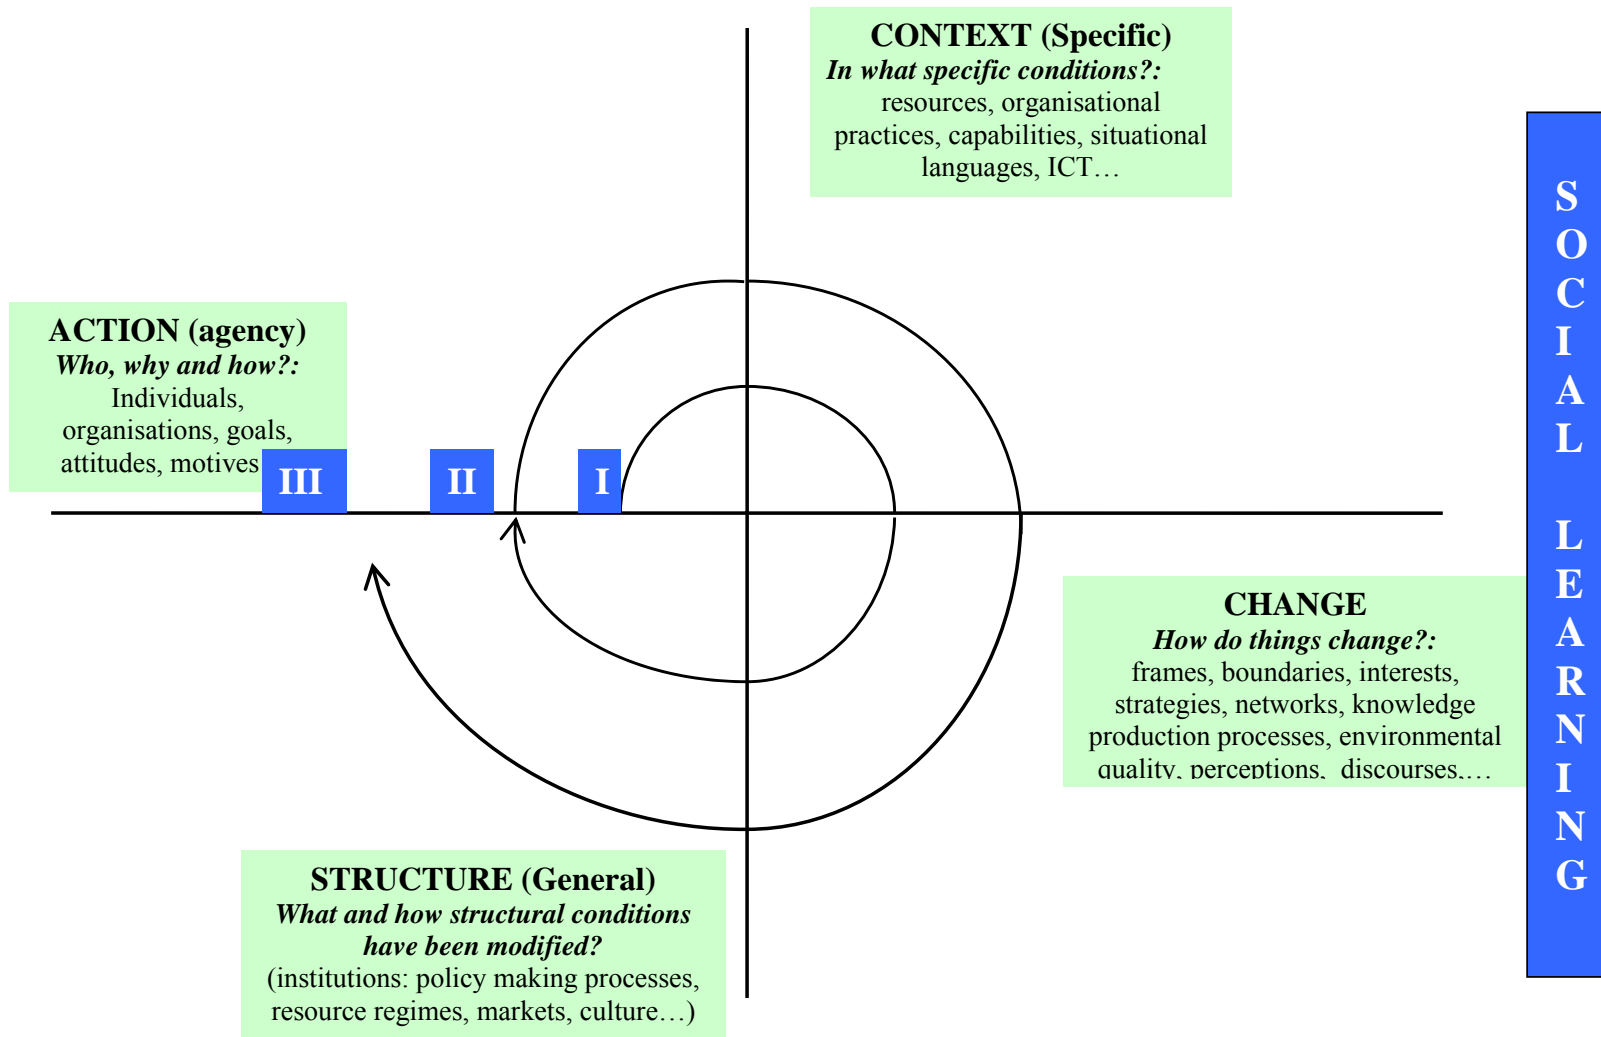 CONTEXT (Specific)
In what specific conditions?:
resources, organisational
practices, capabilities, situational
languages, ICT…
ACTION (agency)
Who, why and how?:
Individuals,
organisations, goals,
attitudes, motives
III
II
I
CHANGE
How do things change?:
frames, boundaries, interests,
strategies, networks, knowledge
production processes, environmental
quality, perceptions, discourses,…
STRUCTURE (General)
What and how structural conditions
have been modified?
(institutions: policy making processes,
resource regimes, markets, culture…)
S
O
C
I
A
L
L
E
A
R
N
I
N
G